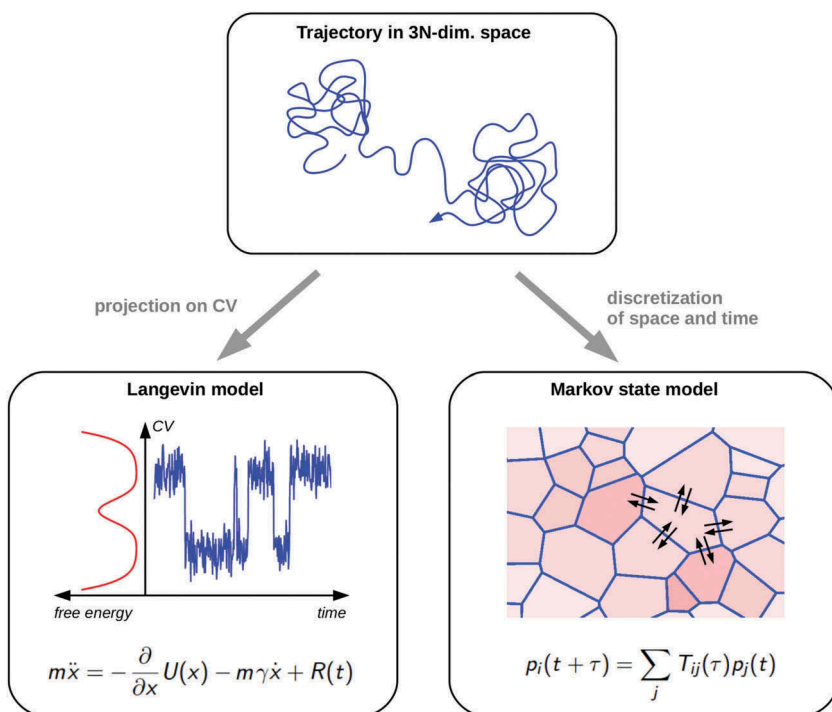 Trajectory in 3N-dim. space
projection on CV
discretization
of space and time
Langevin model
CV
free energy
time
mẍ = − ∂/∂x U(x) − mγẋ + R(t)
Markov state model
p_i(t + τ) = ∑_j T_ij(τ)p_j(t)